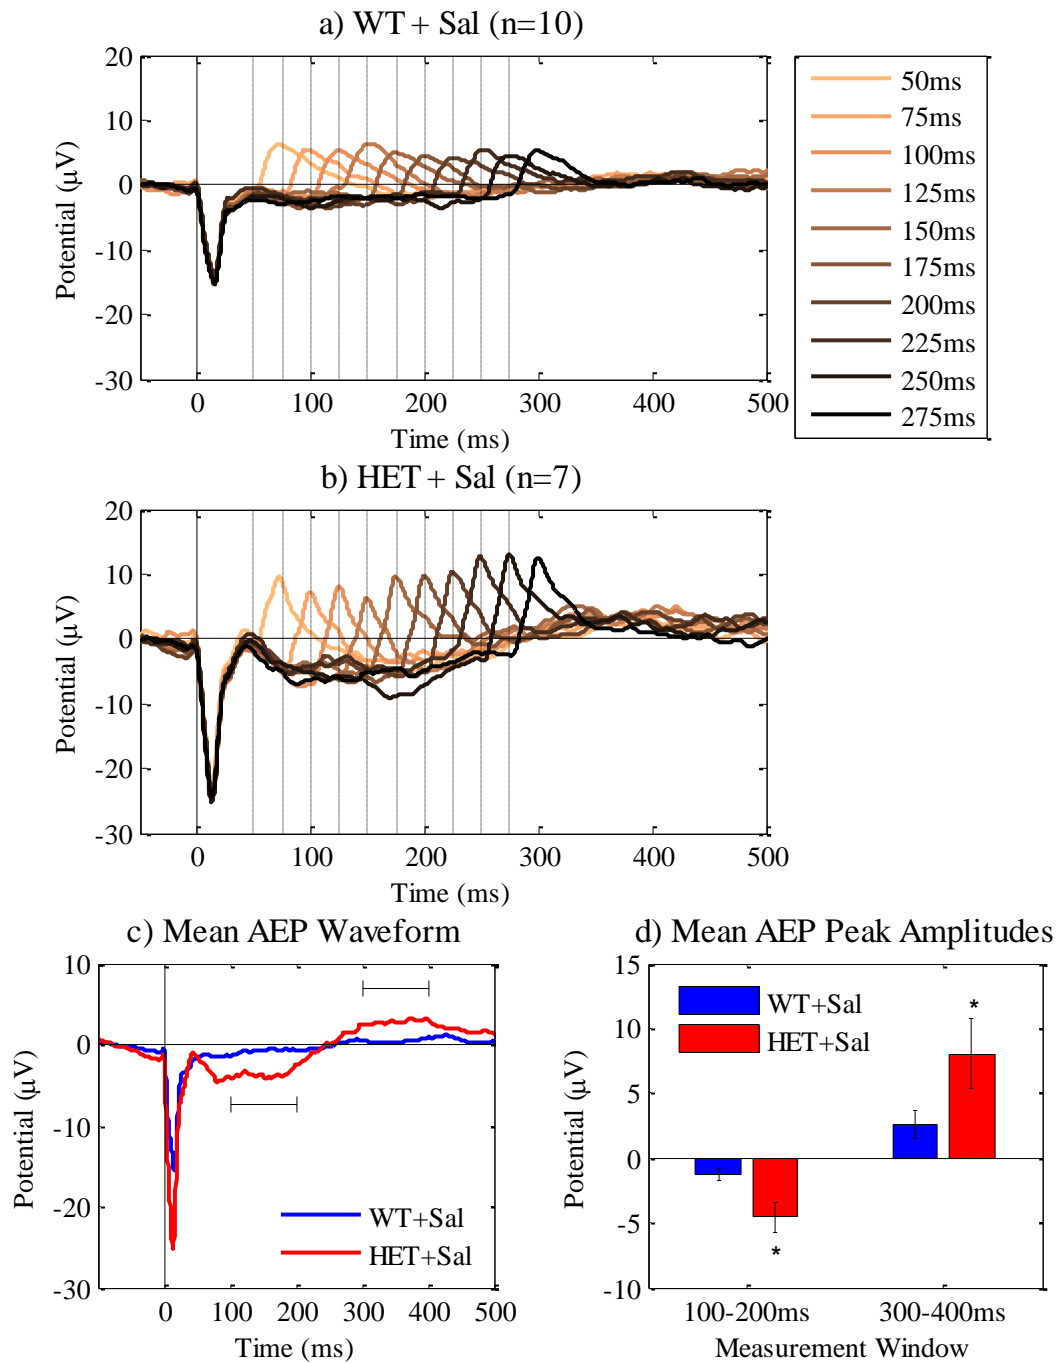 a) WT + Sal (n=10)
20
10
0
-10
-20
-30
Potential (μV)
0 100 200 300 400 500
Time (ms)
50ms
75ms
100ms
125ms
150ms
175ms
200ms
225ms
250ms
275ms
b) HET + Sal (n=7)
20
10
0
-10
-20
-30
Potential (μV)
0 100 200 300 400 500
Time (ms)
c) Mean AEP Waveform
10
0
-10
-20
-30
Potential (μV)
WT+Sal
HET+Sal
0 100 200 300 400 500
Time (ms)
d) Mean AEP Peak Amplitudes
15
10
5
0
-5
-10
Potential (μV)
WT+Sal
HET+Sal
*
*
100-200ms 300-400ms
Measurement Window